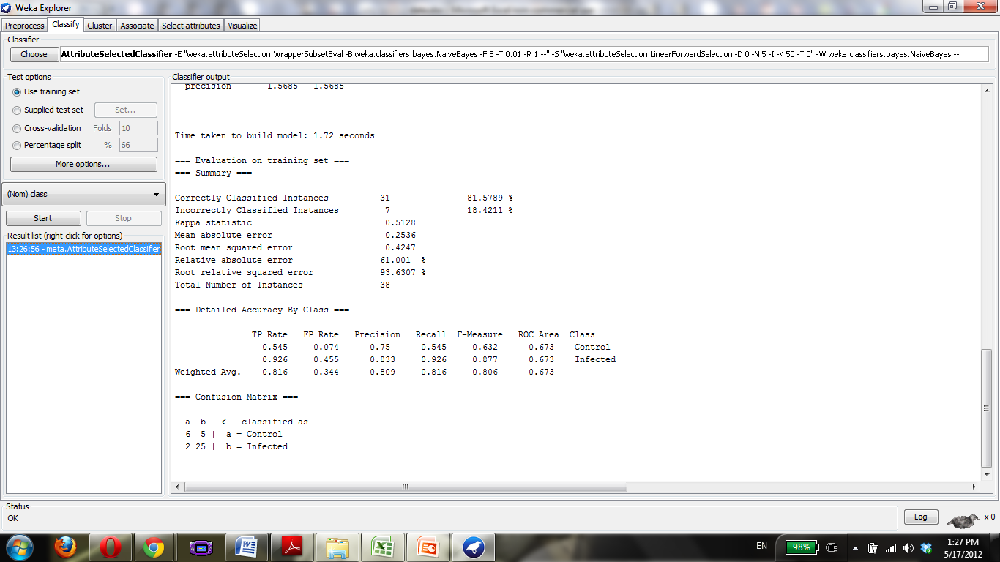 Weka Explorer
Preprocess Classify Cluster Associate Select attributes Visualize
Classifier
Choose AttributeSelectedClassifier -E "weka.attributeSelection.WrapperSubsetEval -B weka.classifiers.bayes.NaiveBayes -F 5 -T 0.01 -R 1 --" -S "weka.attributeSelection.LinearForwardSelection -D 0 -N 5 -I -K 50 -T 0" -W weka.classifiers.bayes.NaiveBayes --
Test options
Use training set
Supplied test set Set...
Cross-validation Folds 10
Percentage split % 66
More options...
(Nom) class
Start Stop
Result list (right-click for options)
13:26:56 - meta.AttributeSelectedClassifier
Classifier output
precision 1.5685 1.5685
Time taken to build model: 1.72 seconds
=== Evaluation on training set ===
=== Summary ===
Correctly Classified Instances 31 81.5789 %
Incorrectly Classified Instances 7 18.4211 %
Kappa statistic 0.5128
Mean absolute error 0.2536
Root mean squared error 0.4247
Relative absolute error 61.001 %
Root relative squared error 93.6307 %
Total Number of Instances 38
=== Detailed Accuracy By Class ===
TP Rate FP Rate Precision Recall F-Measure ROC Area Class
0.545 0.074 0.75 0.545 0.632 0.673 Control
0.926 0.455 0.833 0.926 0.877 0.673 Infected
Weighted Avg. 0.816 0.344 0.809 0.816 0.806 0.673
=== Confusion Matrix ===
a b <-- classified as
6 5 | a = Control
2 25 | b = Infected
Status
OK
Log x 0
EN 98% 1:27 PM
5/17/2012